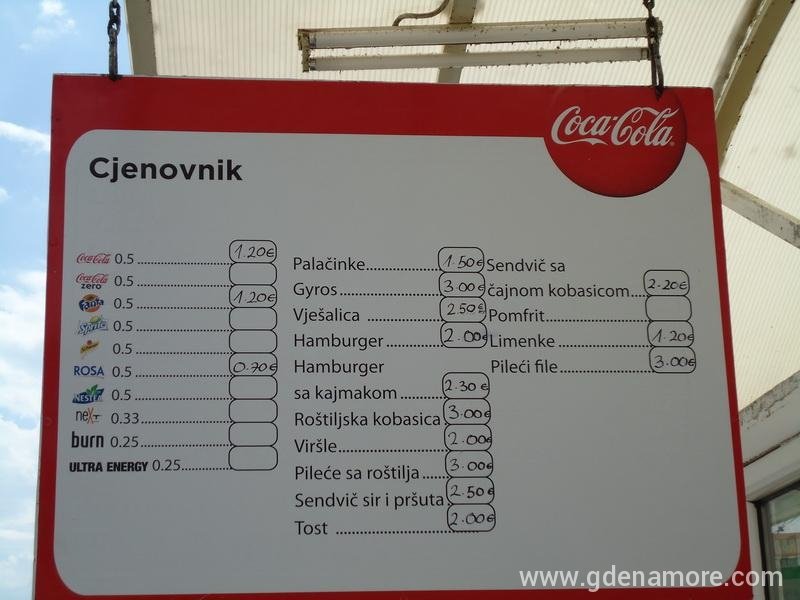 Coca-Cola
Cjenovnik
Coca-Cola 0.5 ........ 1.20€
Coca-Cola zero 0.5 ........
Fanta 0.5 ........ 1.20€
Sprite 0.5 ........
0.5 ........
ROSA 0.5 ........ 0.70€
NESTEA 0.5 ........
next 0.33 ........
burn 0.25 ........
ULTRA ENERGY 0.25 ........
Palačinke ........ 1.50€
Gyros ........ 3.00€
Vješalica ........ 2.50€
Hamburger ........ 2.00€
Hamburger
sa kajmakom ........ 2.30€
Roštiljska kobasica 3.00€
Viršle ........ 2.00€
Pileće sa roštilja ........ 3.00€
Sendvič sir i pršuta 2.50€
Tost ........ 2.00€
Sendvič sa
čajnom kobasicom ........ 2.20€
Pomfrit ........
Limenke ........ 1.20€
Pileći file ........ 3.00€
www.gdenamore.com